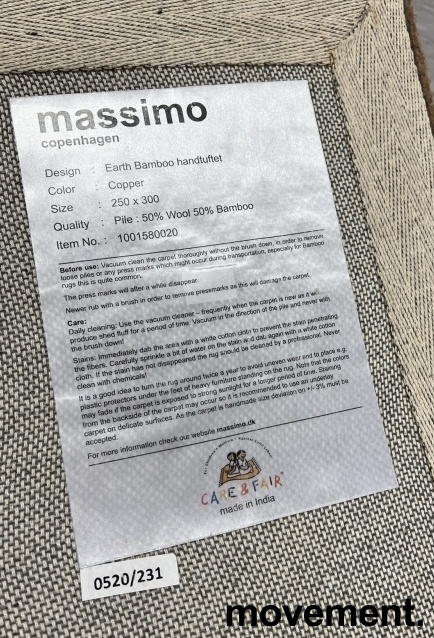 massimo
copenhagen
Design : Earth Bamboo handtuftet
Color : Copper
Size : 250 x 300
Quality : Pile : 50% Wool 50% Bamboo
Item No. : 1001580020
Before use: Vacuum clean the carpet thoroughly without the brush down, in order to remove
loose piles or any press marks which might occur during transportation, especially for Bamboo
rugs this is quite common.
The press marks will after a while disappear.
Newer rub with a brush in order to remove pressmarks as this will damage the carpet.
Care:
Daily cleaning: Use the vacuum cleaner – frequently when the carpet is new as it will
produce shed fluff for a period of time. Vacuum in the direction of the pile and never with
the brush down!
Stains: Immediately dab the area with a white cotton cloth to prevent the stain penetrating
the fibers. Carefully sprinkle a bit of water on the stain and dab again with a white cotton
cloth. If the stain has not disappeared the rug should be cleaned by a professional. Never
clean with chemicals!
It is a good idea to turn the rug around twice a year to avoid uneven wear and to place e.g.
plastic protectors under the feet of heavy furniture standing on the rug. Note that the colors
may fade if the carpet is exposed to strong sunlight for a longer period of time. Staining
from the backside of the carpet may occur so it is recommended to use an underlay
carpet on delicate surfaces. As the carpet is handmade size deviation on +/- 3% must be
accepted.
For more information check our website massimo.dk
CARE & FAIR
made in India
0520/231
movement.